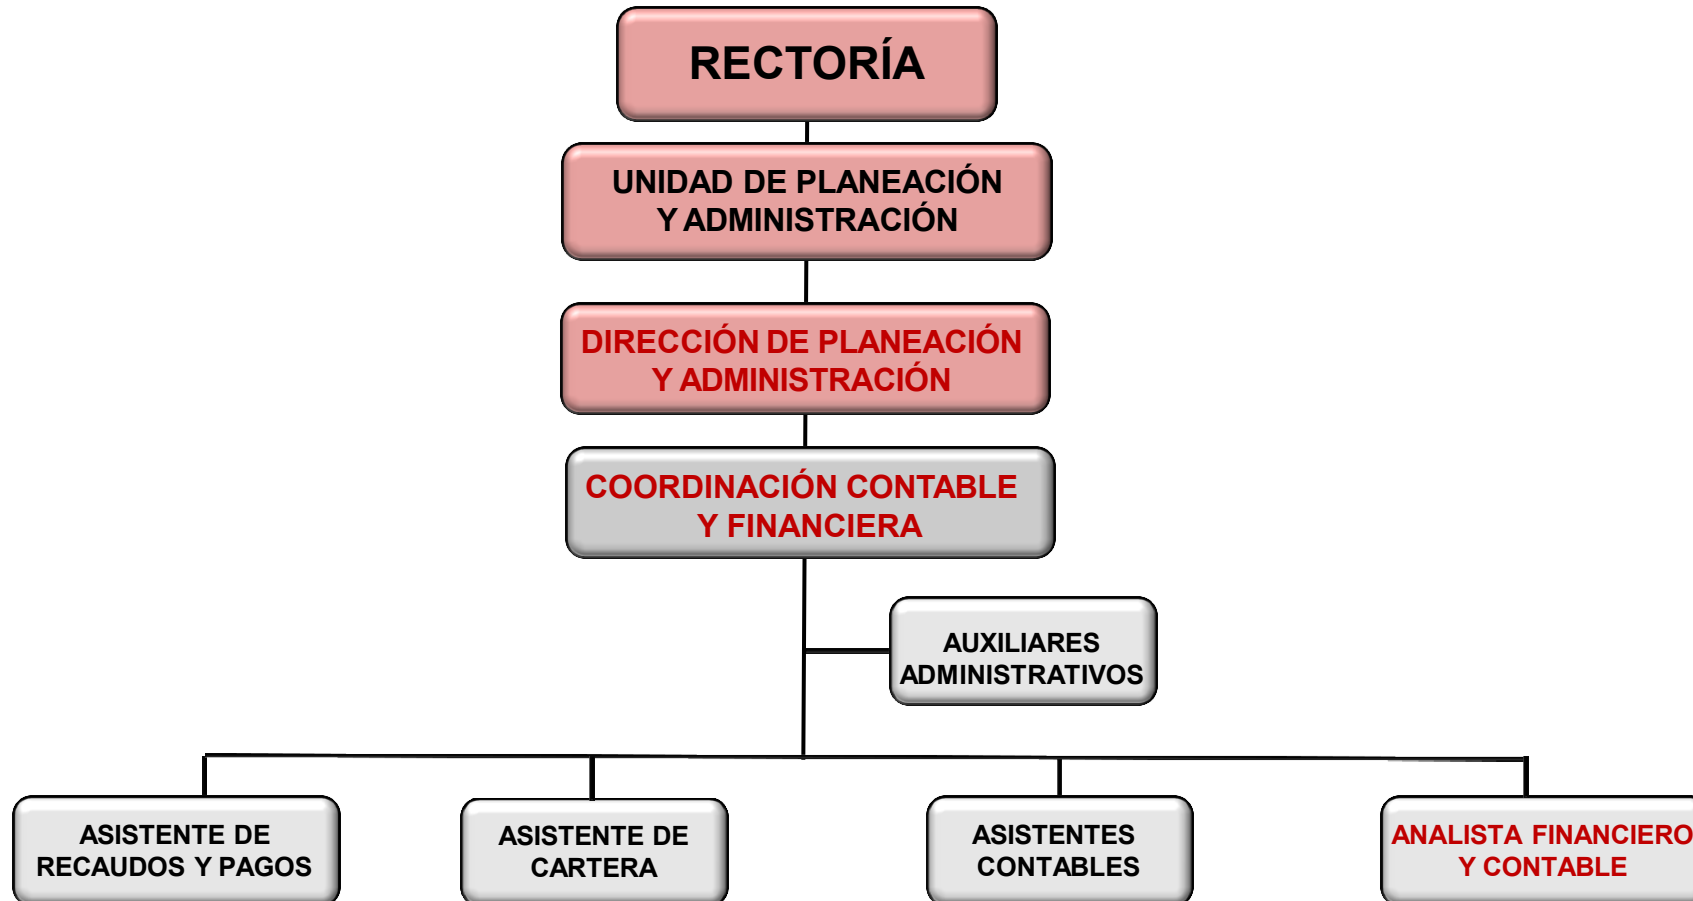 RECTORÍA
UNIDAD DE PLANEACIÓN
Y ADMINISTRACIÓN
DIRECCIÓN DE PLANEACIÓN
Y ADMINISTRACIÓN
COORDINACIÓN CONTABLE
Y FINANCIERA
AUXILIARES
ADMINISTRATIVOS
ASISTENTE DE
RECAUDOS Y PAGOS
ASISTENTE DE
CARTERA
ASISTENTES
CONTABLES
ANALISTA FINANCIERO
Y CONTABLE